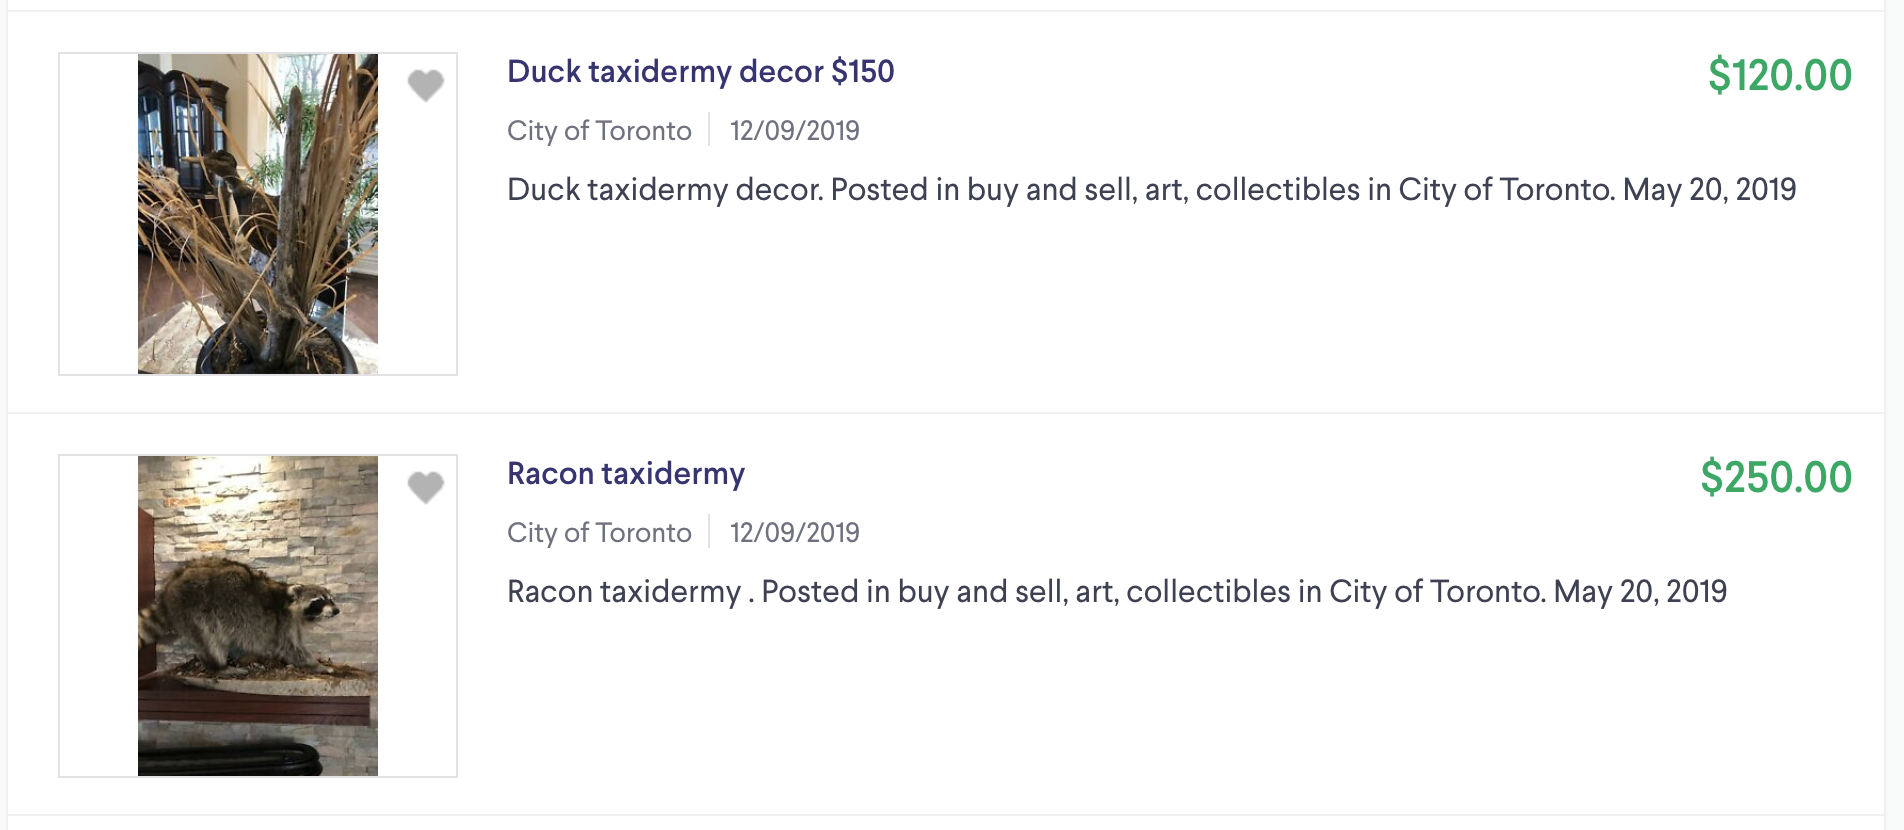 Duck taxidermy decor $150
$120.00
City of Toronto 12/09/2019
Duck taxidermy decor. Posted in buy and sell, art, collectibles in City of Toronto. May 20, 2019
Racon taxidermy
$250.00
City of Toronto 12/09/2019
Racon taxidermy . Posted in buy and sell, art, collectibles in City of Toronto. May 20, 2019